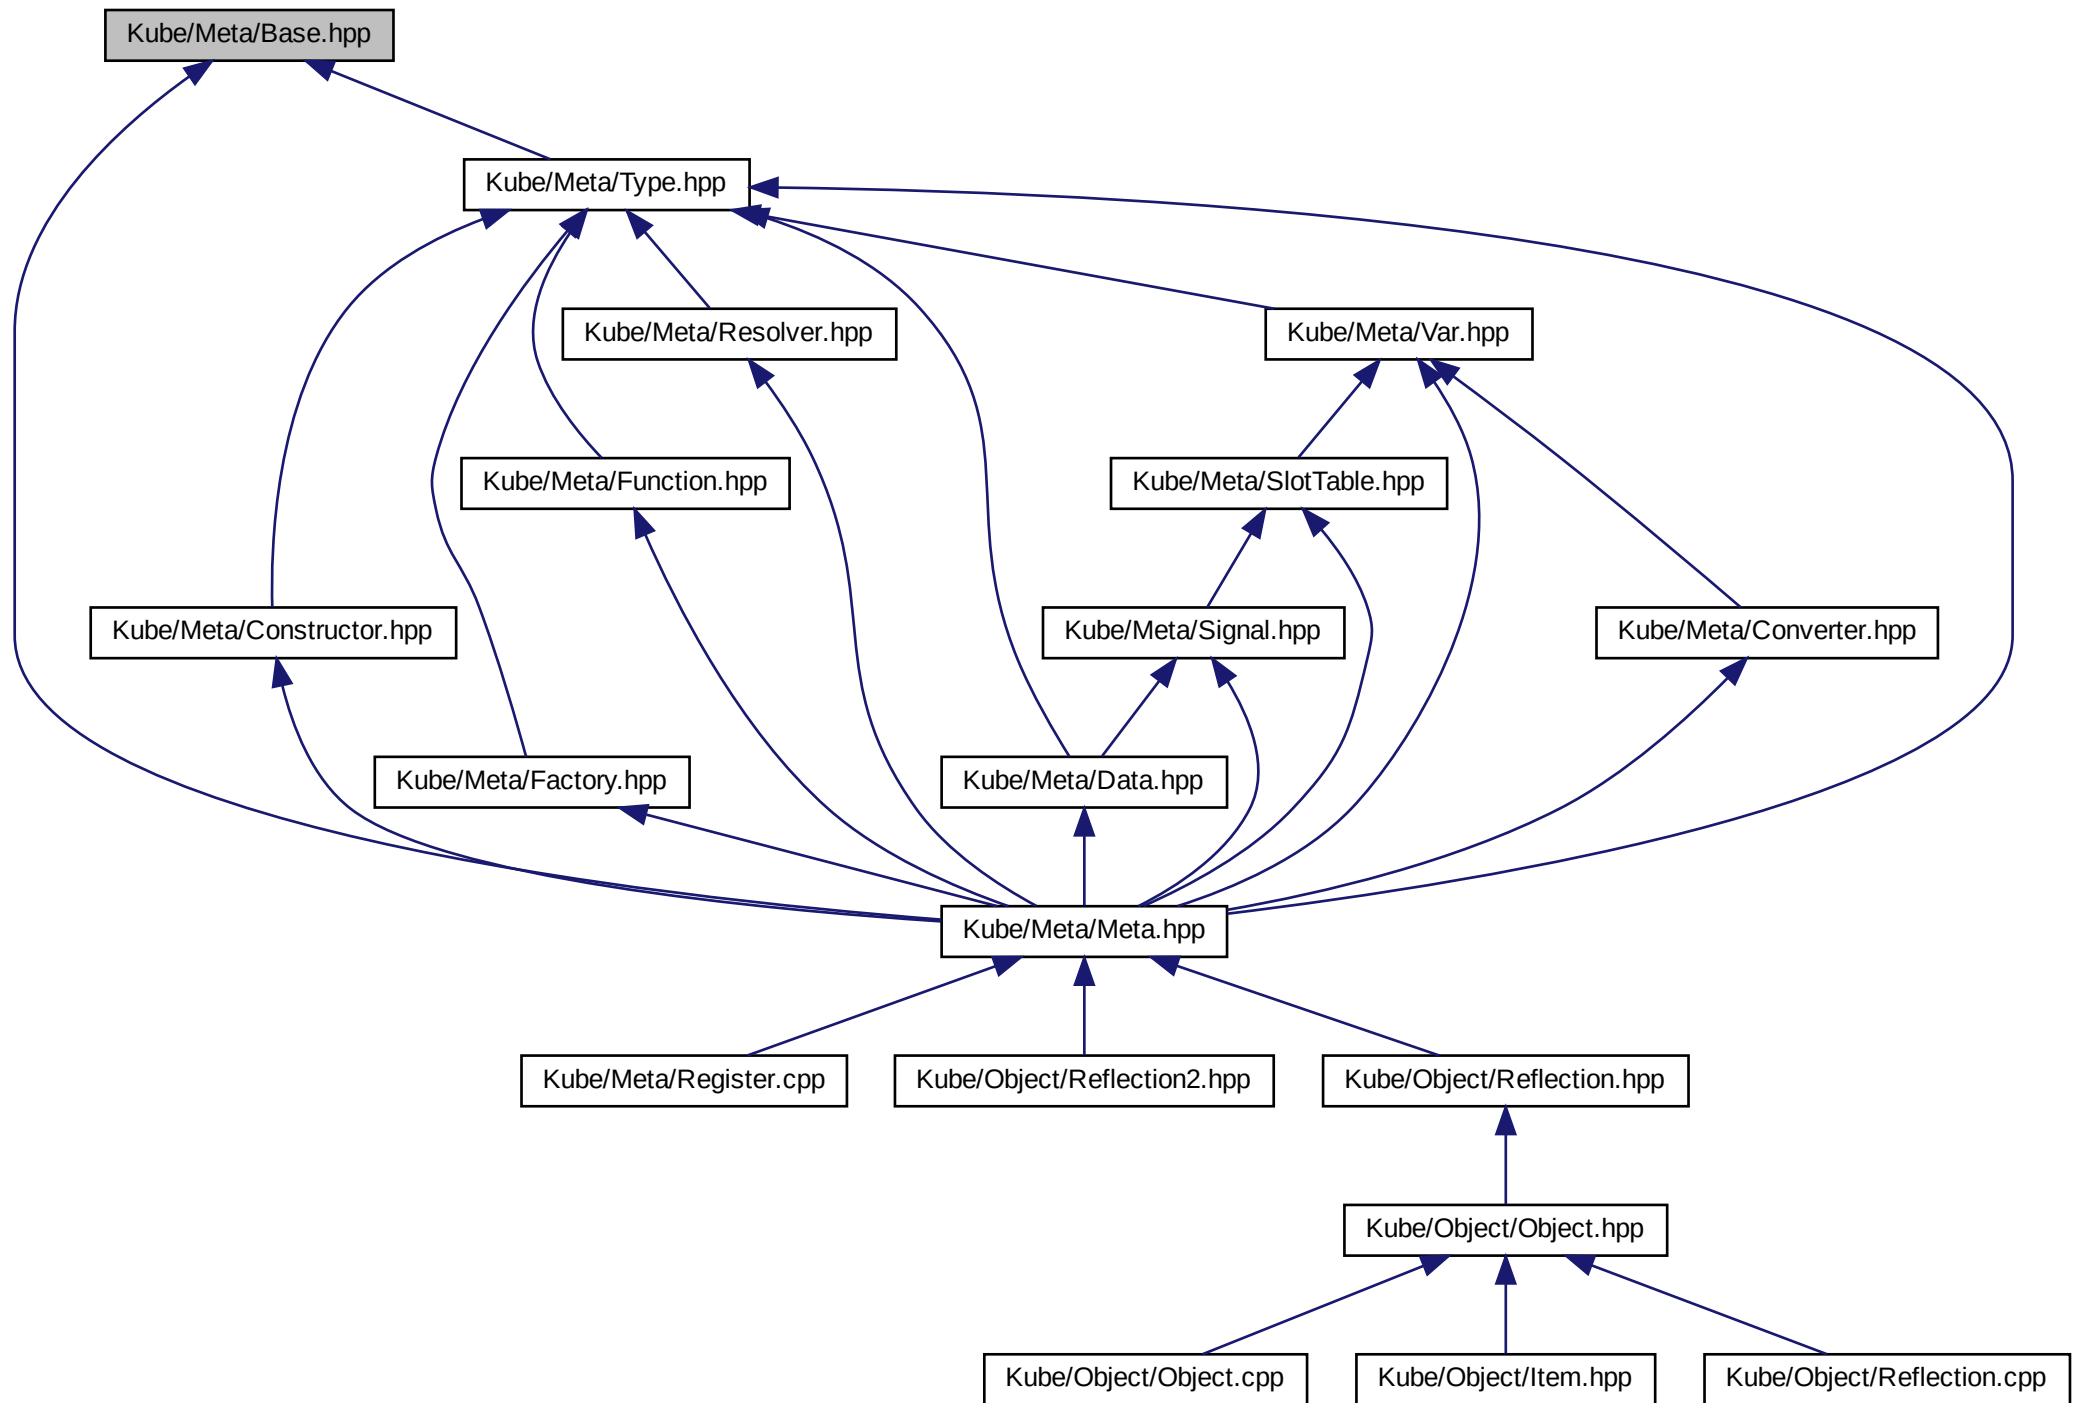 Kube/Meta/Base.hpp
Kube/Meta/Type.hpp
Kube/Meta/Resolver.hpp
Kube/Meta/Var.hpp
Kube/Meta/Function.hpp
Kube/Meta/SlotTable.hpp
Kube/Meta/Constructor.hpp
Kube/Meta/Signal.hpp
Kube/Meta/Converter.hpp
Kube/Meta/Factory.hpp
Kube/Meta/Data.hpp
Kube/Meta/Meta.hpp
Kube/Meta/Register.cpp
Kube/Object/Reflection2.hpp
Kube/Object/Reflection.hpp
Kube/Object/Object.hpp
Kube/Object/Object.cpp
Kube/Object/Item.hpp
Kube/Object/Reflection.cpp